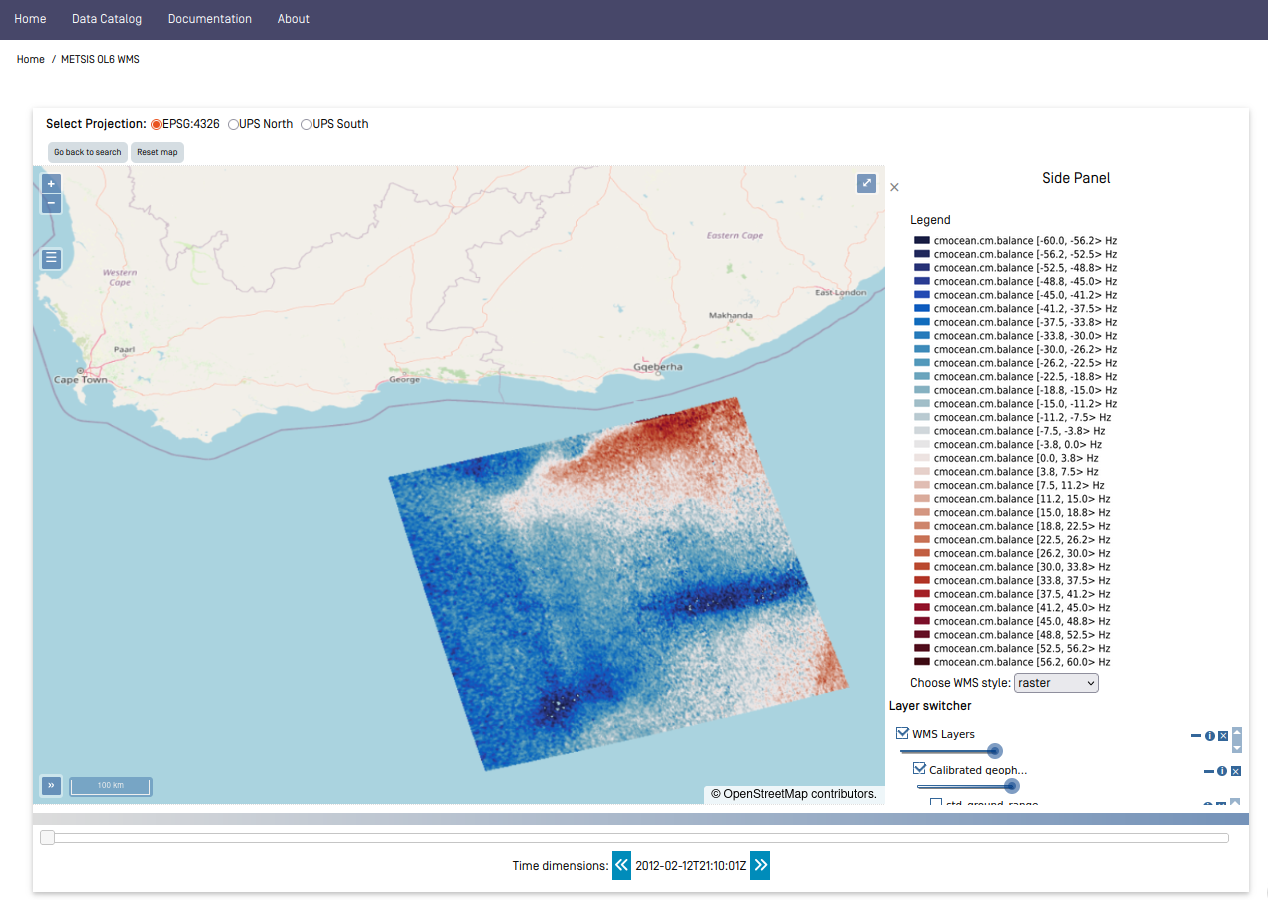 Home Data Catalog Documentation About
Home / METSIS OL6 WMS
Select Projection: EPSG:4326 UPS North UPS South
Go back to search Reset map
Side Panel
+
−
Western
Cape
Eastern Cape
East London
Makhanda
Paarl
Gqeberha
Cape Town
George
Legend
cmocean.cm.balance [-60.0, -56.2> Hz
cmocean.cm.balance [-56.2, -52.5> Hz
cmocean.cm.balance [-52.5, -48.8> Hz
cmocean.cm.balance [-48.8, -45.0> Hz
cmocean.cm.balance [-45.0, -41.2> Hz
cmocean.cm.balance [-41.2, -37.5> Hz
cmocean.cm.balance [-37.5, -33.8> Hz
cmocean.cm.balance [-33.8, -30.0> Hz
cmocean.cm.balance [-30.0, -26.2> Hz
cmocean.cm.balance [-26.2, -22.5> Hz
cmocean.cm.balance [-22.5, -18.8> Hz
cmocean.cm.balance [-18.8, -15.0> Hz
cmocean.cm.balance [-15.0, -11.2> Hz
cmocean.cm.balance [-11.2, -7.5> Hz
cmocean.cm.balance [-7.5, -3.8> Hz
cmocean.cm.balance [-3.8, 0.0> Hz
cmocean.cm.balance [0.0, 3.8> Hz
cmocean.cm.balance [3.8, 7.5> Hz
cmocean.cm.balance [7.5, 11.2> Hz
cmocean.cm.balance [11.2, 15.0> Hz
cmocean.cm.balance [15.0, 18.8> Hz
cmocean.cm.balance [18.8, 22.5> Hz
cmocean.cm.balance [22.5, 26.2> Hz
cmocean.cm.balance [26.2, 30.0> Hz
cmocean.cm.balance [30.0, 33.8> Hz
cmocean.cm.balance [33.8, 37.5> Hz
cmocean.cm.balance [37.5, 41.2> Hz
cmocean.cm.balance [41.2, 45.0> Hz
cmocean.cm.balance [45.0, 48.8> Hz
cmocean.cm.balance [48.8, 52.5> Hz
cmocean.cm.balance [52.5, 56.2> Hz
cmocean.cm.balance [56.2, 60.0> Hz
Choose WMS style: raster
Layer switcher
WMS Layers
Calibrated geoph...
std_ground_range
» 100 km
© OpenStreetMap contributors.
Time dimensions: 2012-02-12T21:10:01Z